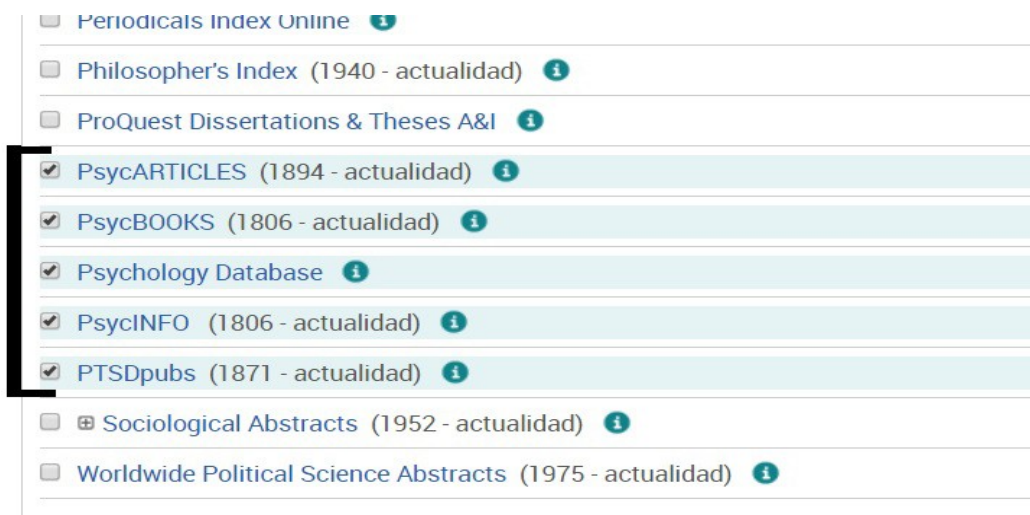 Periodicals Index Online
Philosopher's Index (1940 - actualidad)
ProQuest Dissertations & Theses A&I
PsycARTICLES (1894 - actualidad)
PsycBOOKS (1806 - actualidad)
Psychology Database
PsycINFO (1806 - actualidad)
PTSDpubs (1871 - actualidad)
Sociological Abstracts (1952 - actualidad)
Worldwide Political Science Abstracts (1975 - actualidad)